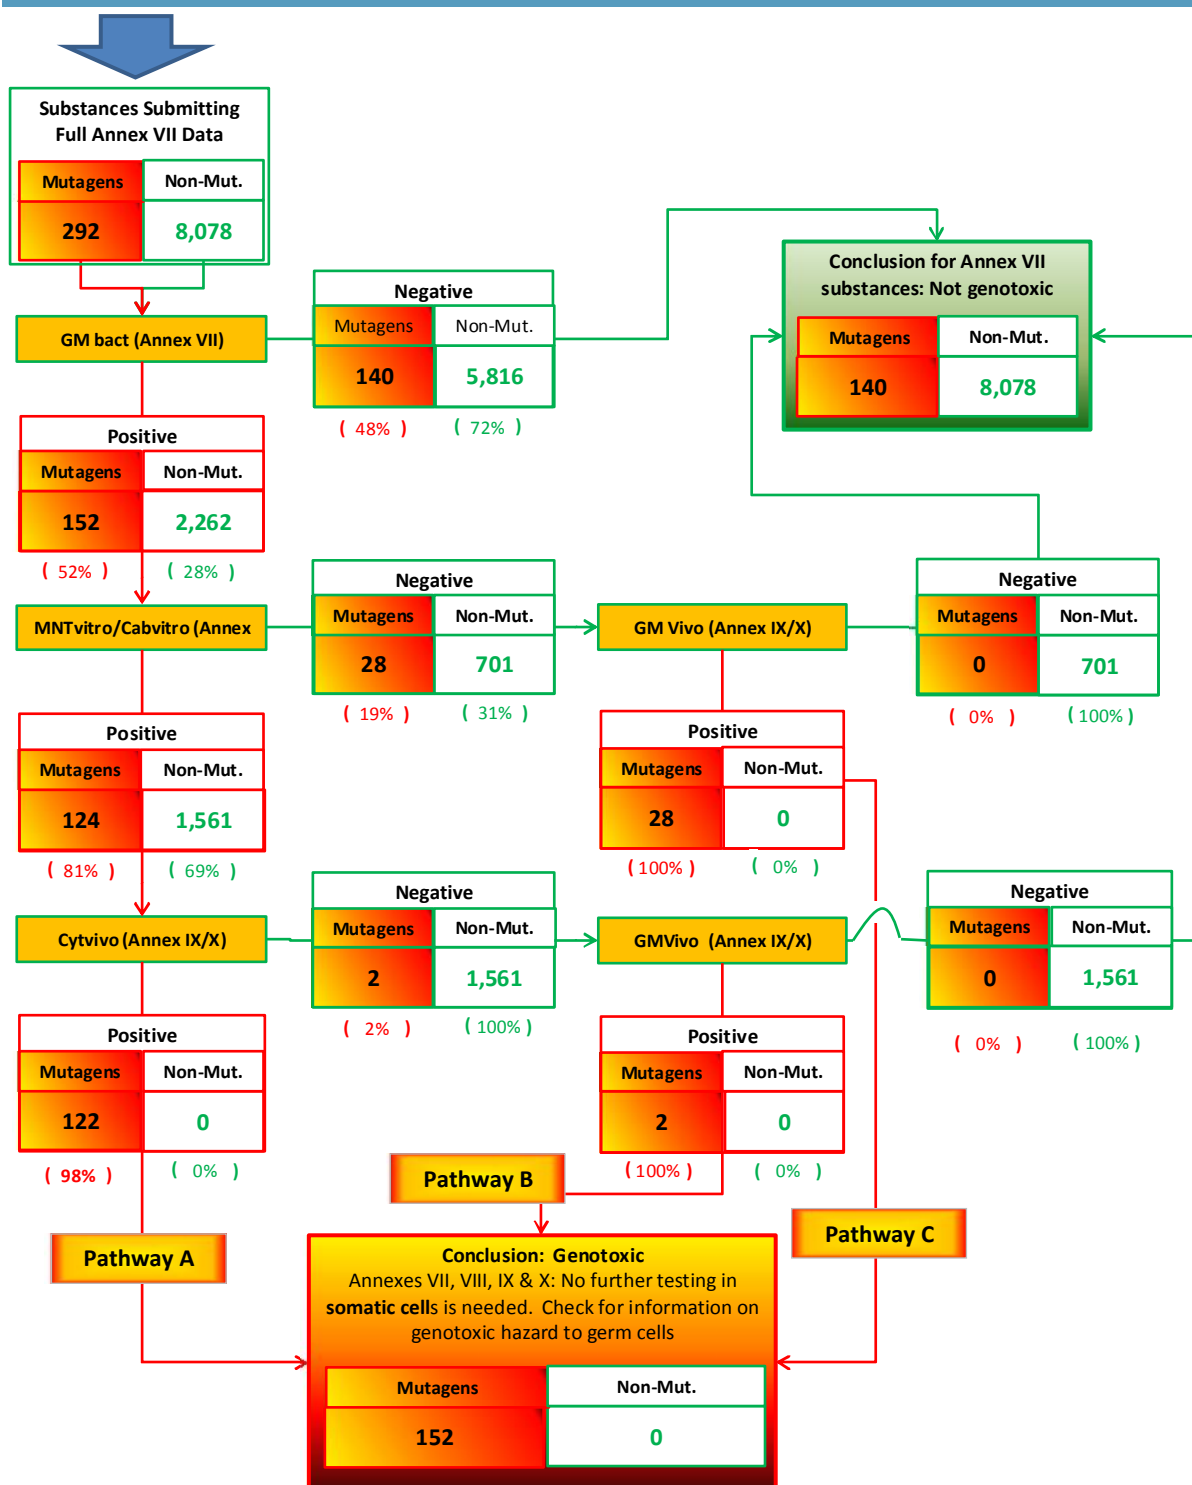 Substances Submitting
Full Annex VII Data
Mutagens Non-Mut.
292 8,078
GM bact (Annex VII)
Negative
Mutagens Non-Mut.
140 5,816
( 48% ) ( 72% )
Conclusion for Annex VII
substances: Not genotoxic
Mutagens Non-Mut.
140 8,078
Positive
Mutagens Non-Mut.
152 2,262
( 52% ) ( 28% )
MNTvitro/Cabvitro (Annex
Negative
Mutagens Non-Mut.
28 701
( 19% ) ( 31% )
GM Vivo (Annex IX/X)
Negative
Mutagens Non-Mut.
0 701
( 0% ) (100% )
Positive
Mutagens Non-Mut.
124 1,561
( 81% ) ( 69% )
Positive
Mutagens Non-Mut.
28 0
(100% ) ( 0% )
Cytvivo (Annex IX/X)
Negative
Mutagens Non-Mut.
2 1,561
( 2% ) ( 100% )
GMVivo (Annex IX/X)
Negative
Mutagens Non-Mut.
0 1,561
( 0% ) ( 100% )
Positive
Mutagens Non-Mut.
122 0
( 98% ) ( 0% )
Positive
Mutagens Non-Mut.
2 0
(100% ) ( 0% )
Pathway A
Pathway B
Pathway C
Conclusion: Genotoxic
Annexes VII, VIII, IX & X: No further testing in
somatic cells is needed. Check for information on
genotoxic hazard to germ cells
Mutagens Non-Mut.
152 0